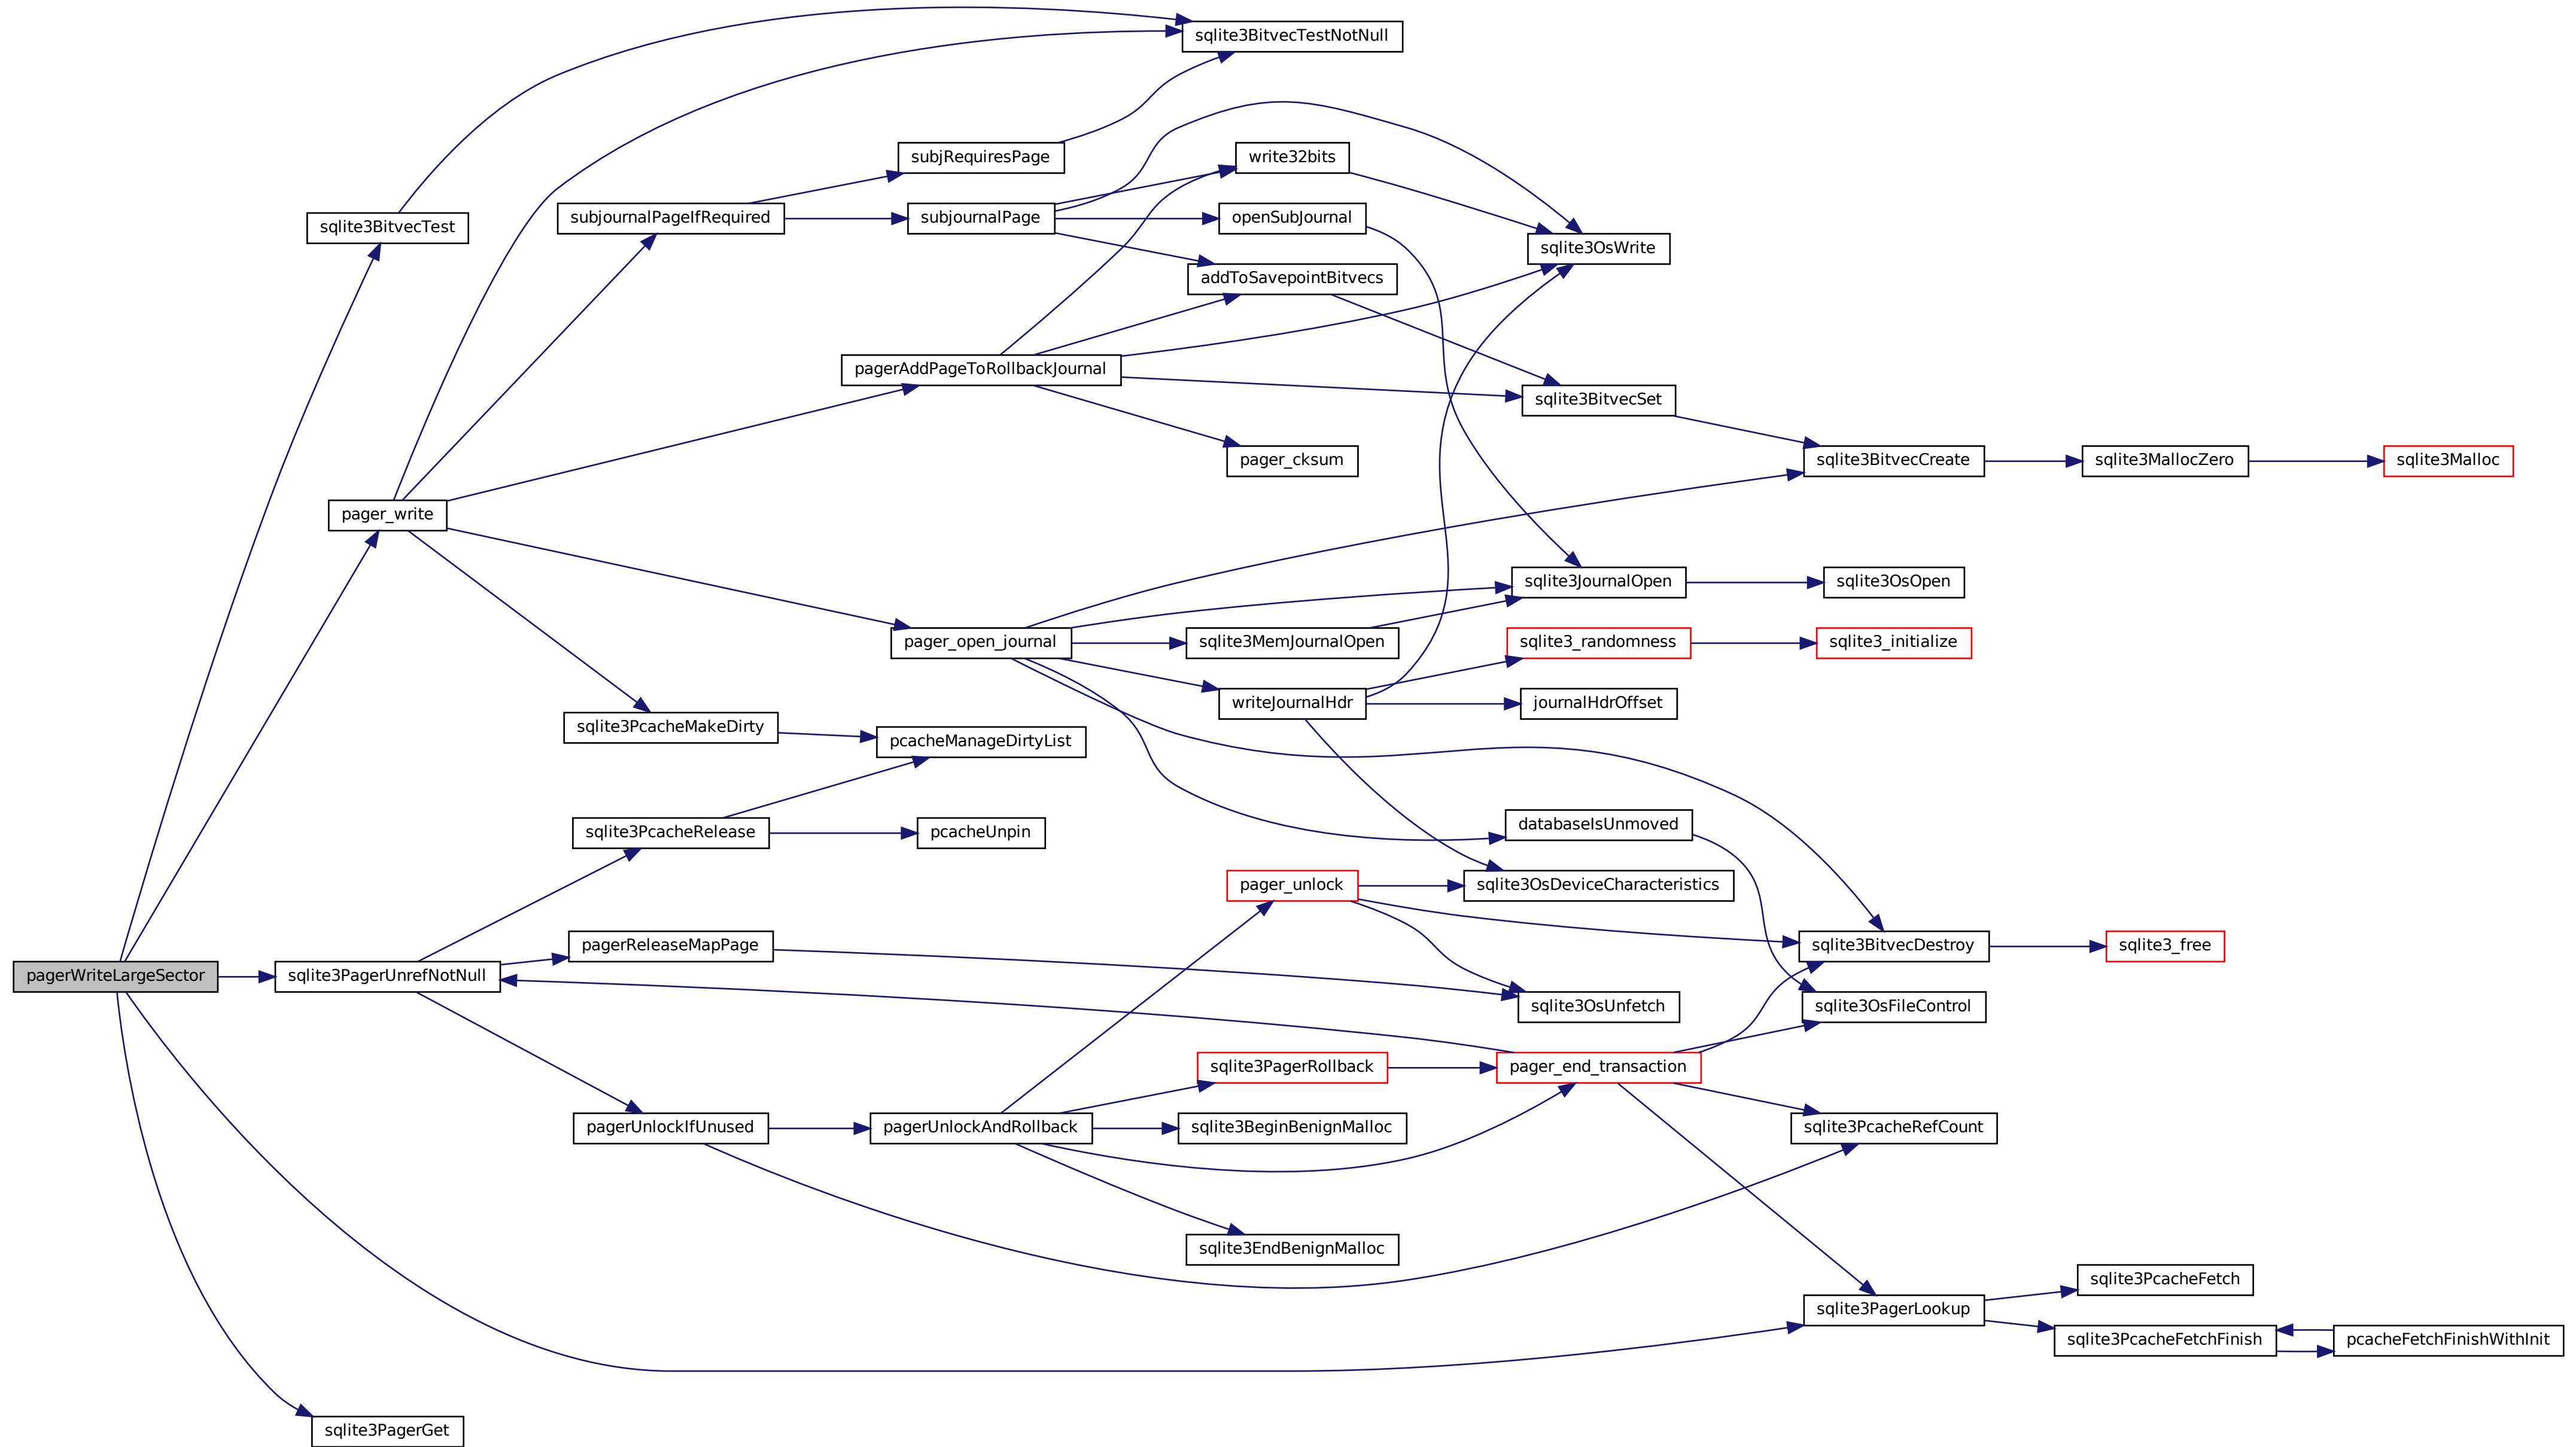 pagerWriteLargeSector
sqlite3BitvecTest
pager_write
sqlite3PagerUnrefNotNull
sqlite3PagerGet
subjournalPageIfRequired
sqlite3PcacheMakeDirty
sqlite3PcacheRelease
pagerReleaseMapPage
pagerUnlockIfUnused
subjRequiresPage
subjournalPage
pagerAddPageToRollbackJournal
pager_open_journal
pcacheManageDirtyList
pcacheUnpin
pagerUnlockAndRollback
sqlite3BitvecTestNotNull
write32bits
openSubJournal
addToSavepointBitvecs
pager_cksum
sqlite3MemJournalOpen
writeJournalHdr
pager_unlock
sqlite3PagerRollback
sqlite3BeginBenignMalloc
sqlite3EndBenignMalloc
sqlite3OsWrite
sqlite3BitvecSet
sqlite3JournalOpen
sqlite3_randomness
journalHdrOffset
databaseIsUnmoved
sqlite3OsDeviceCharacteristics
sqlite3OsUnfetch
pager_end_transaction
sqlite3BitvecCreate
sqlite3OsOpen
sqlite3_initialize
sqlite3BitvecDestroy
sqlite3OsFileControl
sqlite3PcacheRefCount
sqlite3PagerLookup
sqlite3MallocZero
sqlite3_free
sqlite3PcacheFetch
sqlite3PcacheFetchFinish
sqlite3Malloc
pcacheFetchFinishWithInit